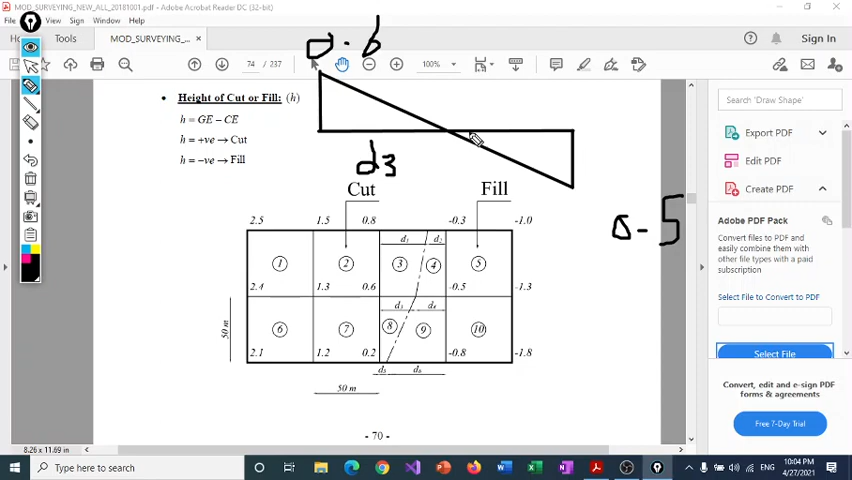 MOD_SURVEYING_NEW_ALL_20181001.pdf - Adobe Acrobat Reader DC (32-bit)
View Sign Window Help
Tools
MOD_SURVEYING_... ×
Sign In
74 / 237
100%
0.6
• Height of Cut or Fill: (h)
h = GE − CE
h = +ve → Cut
h = −ve → Fill
d3
0.5
Cut
Fill
2.5 1.5 0.8 -0.3 -1.0
d1 d2
1 2 3 4 5
2.4 1.3 0.6 -0.5 -1.3
d3 d4
50 m
6 7 8 9 10
2.1 1.2 0.2 -0.8 -1.8
d5 d6
50 m
- 70 -
8.26 x 11.69 in
Search 'Draw Shape'
Export PDF
Edit PDF
Create PDF
Adobe PDF Pack
Convert files to PDF and
easily combine them with
other file types with a paid
subscription
Select File to Convert to PDF
Select File
Convert, edit and e-sign PDF
forms & agreements
Free 7-Day Trial
Type here to search
ENG
10:04 PM
4/27/2021